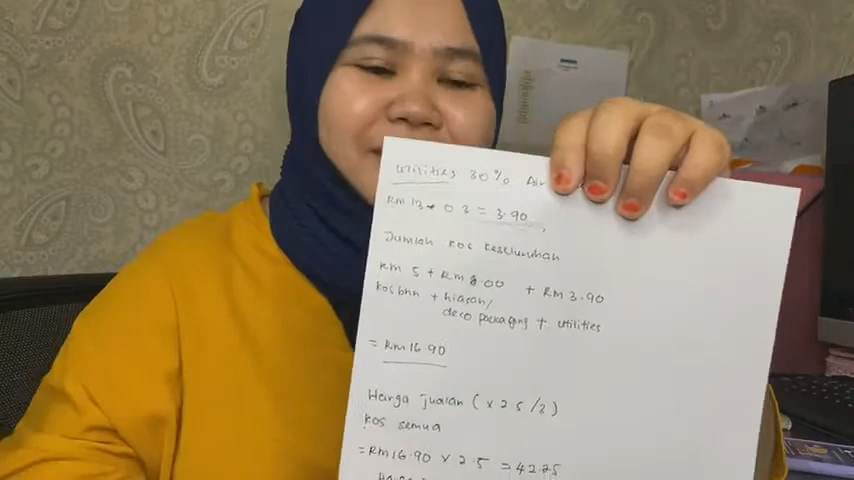 Utilities 30% Air
RM 13 * 0.3 = 3.90
Jumlah kos keseluruhan
RM 5 + RM 8.00 + RM 3.90
kos bhn + hiasan/
deco packaging + utilities
= RM 16.90
Harga jualan ( x 2.5 /3)
kos semua
= RM 16.90 x 2.5 = 42.25